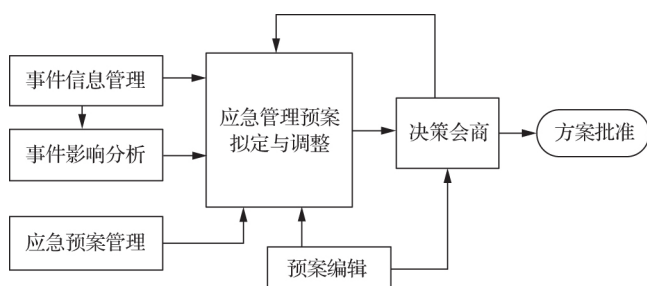 事件信息管理
应急管理预案
拟定与调整
决策会商
方案批准
事件影响分析
应急预案管理
预案编辑